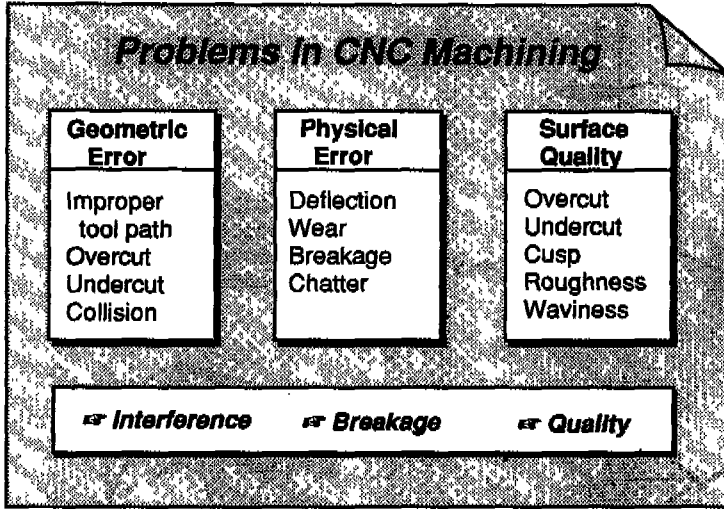 Problems in CNC Machining
Geometric
Error
Improper
tool path
Overcut
Undercut
Collision
Physical
Error
Deflection
Wear
Breakage
Chatter
Surface
Quality
Overcut
Undercut
Cusp
Roughness
Waviness
☞ Interference ☞ Breakage ☞ Quality